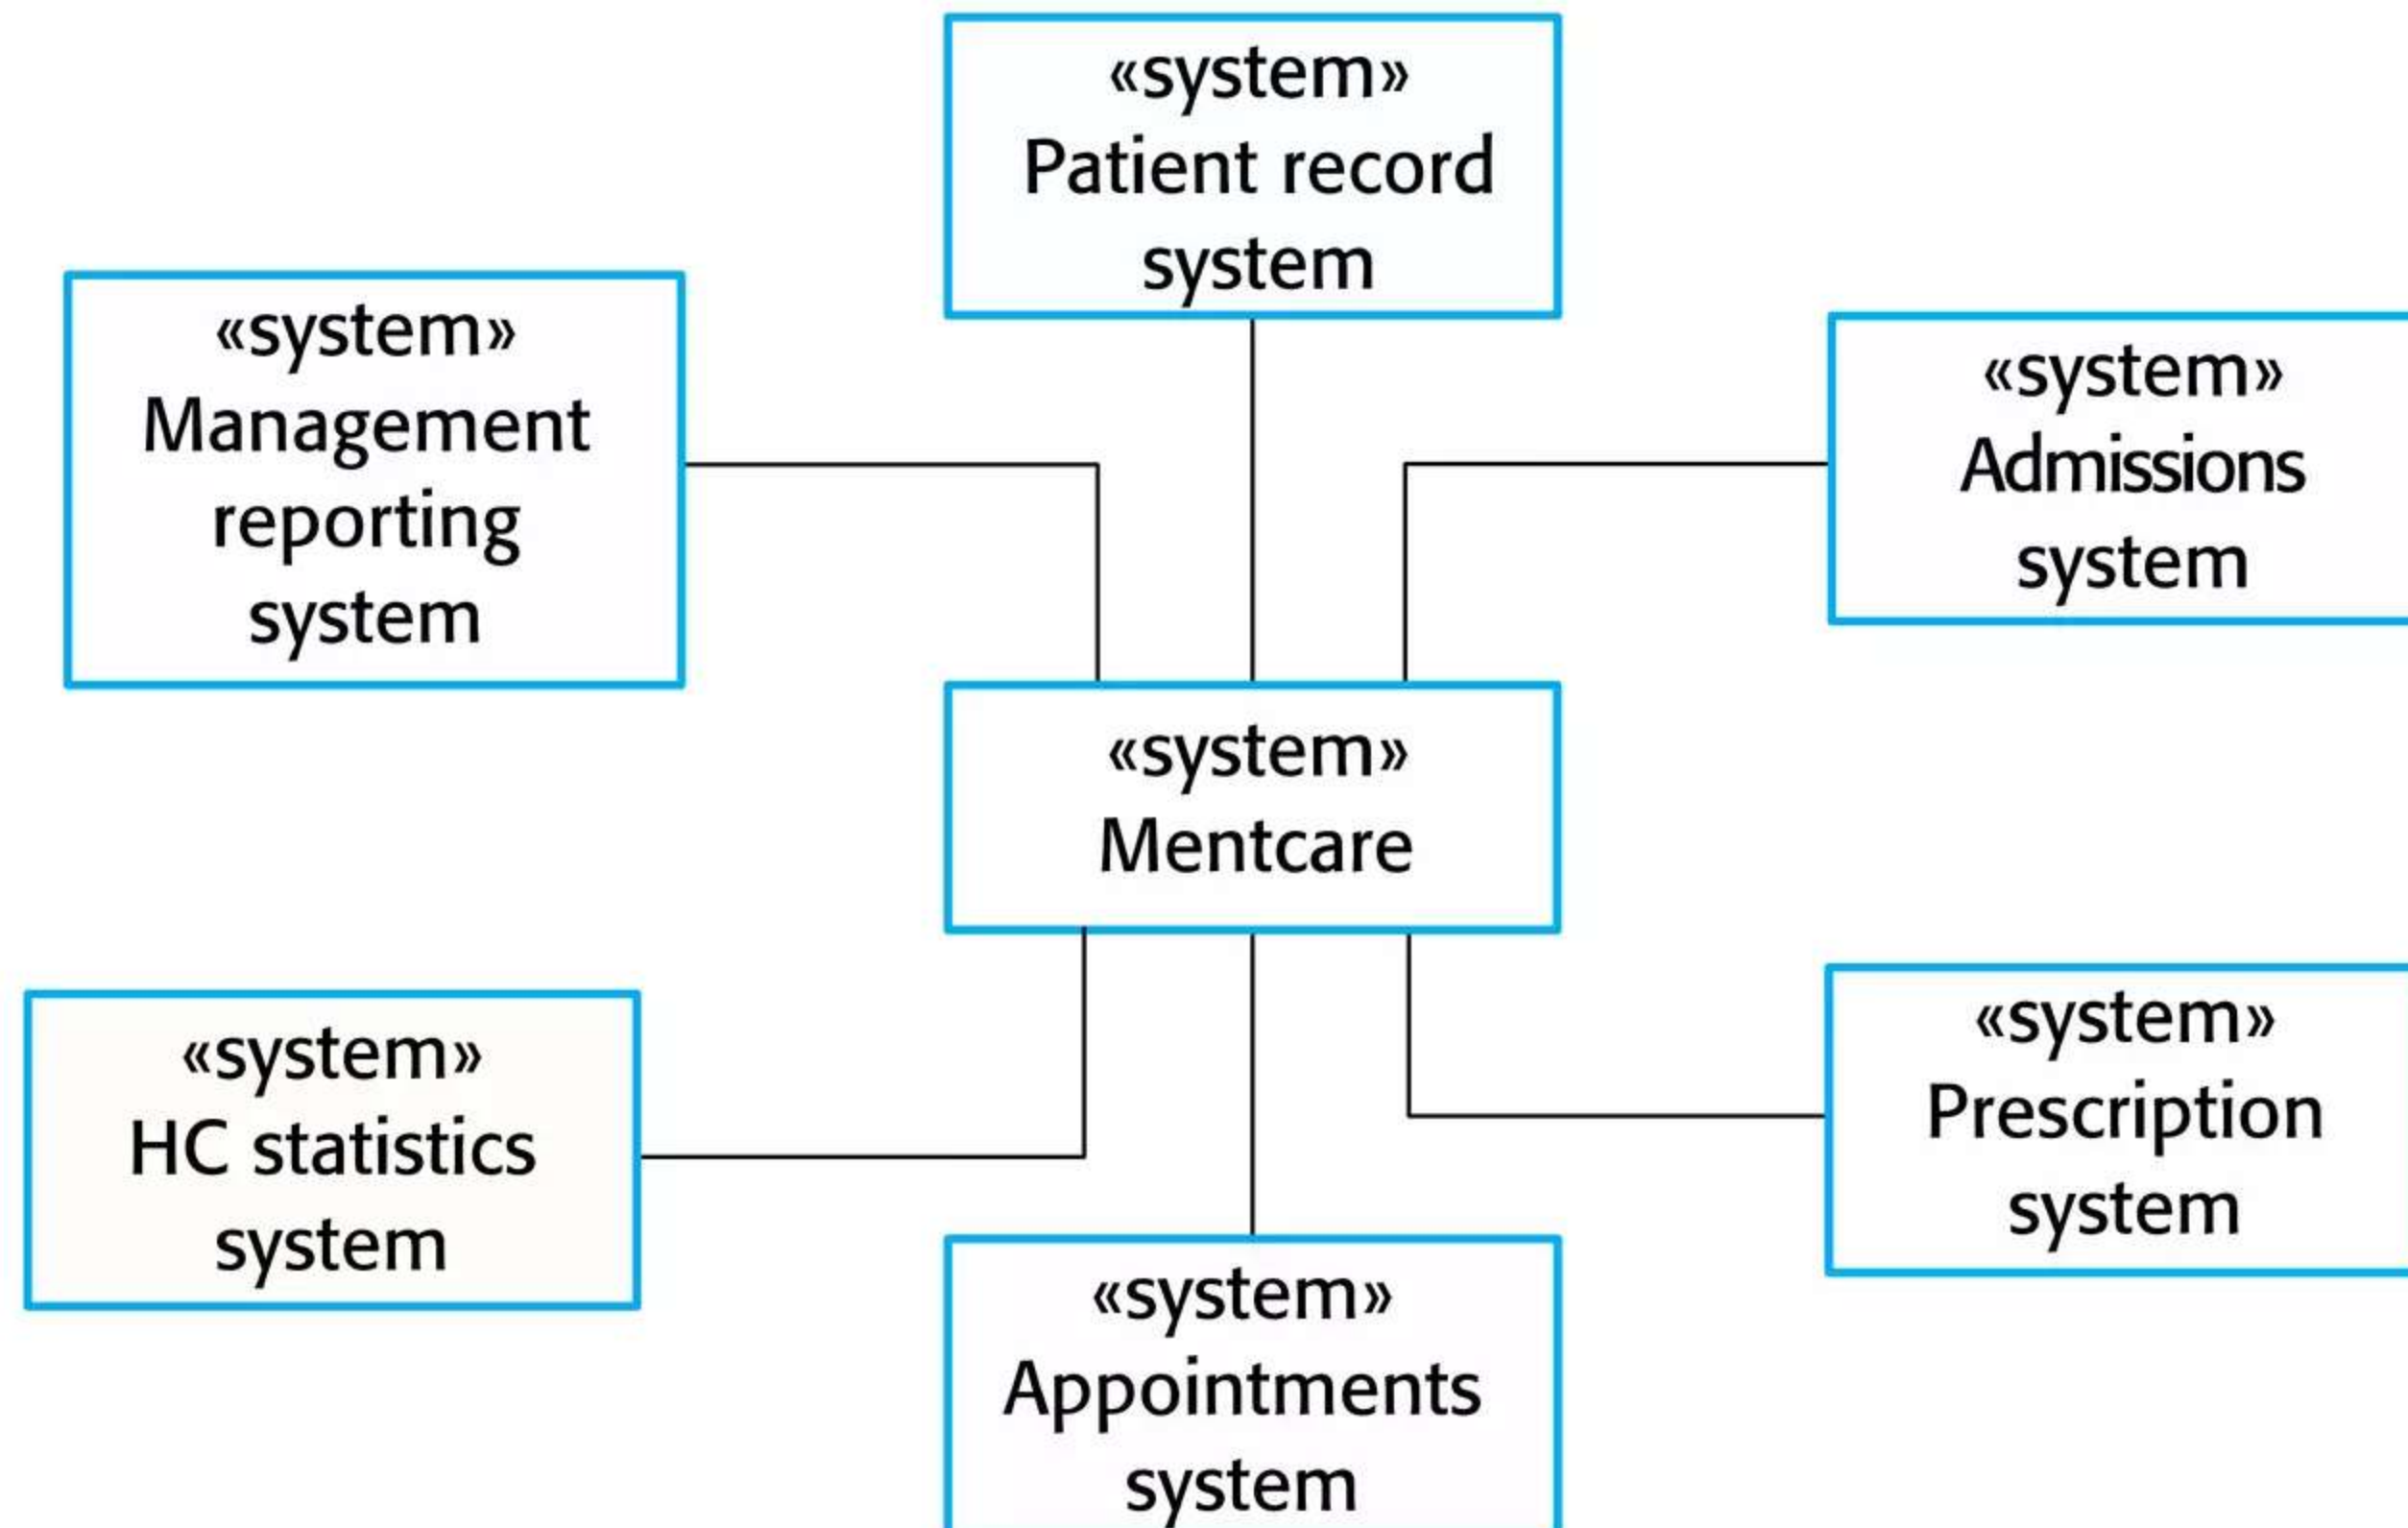 «system»
Patient record
system
«system»
Management
reporting
system
«system»
Admissions
system
«system»
Mentcare
«system»
HC statistics
system
«system»
Prescription
system
«system»
Appointments
system